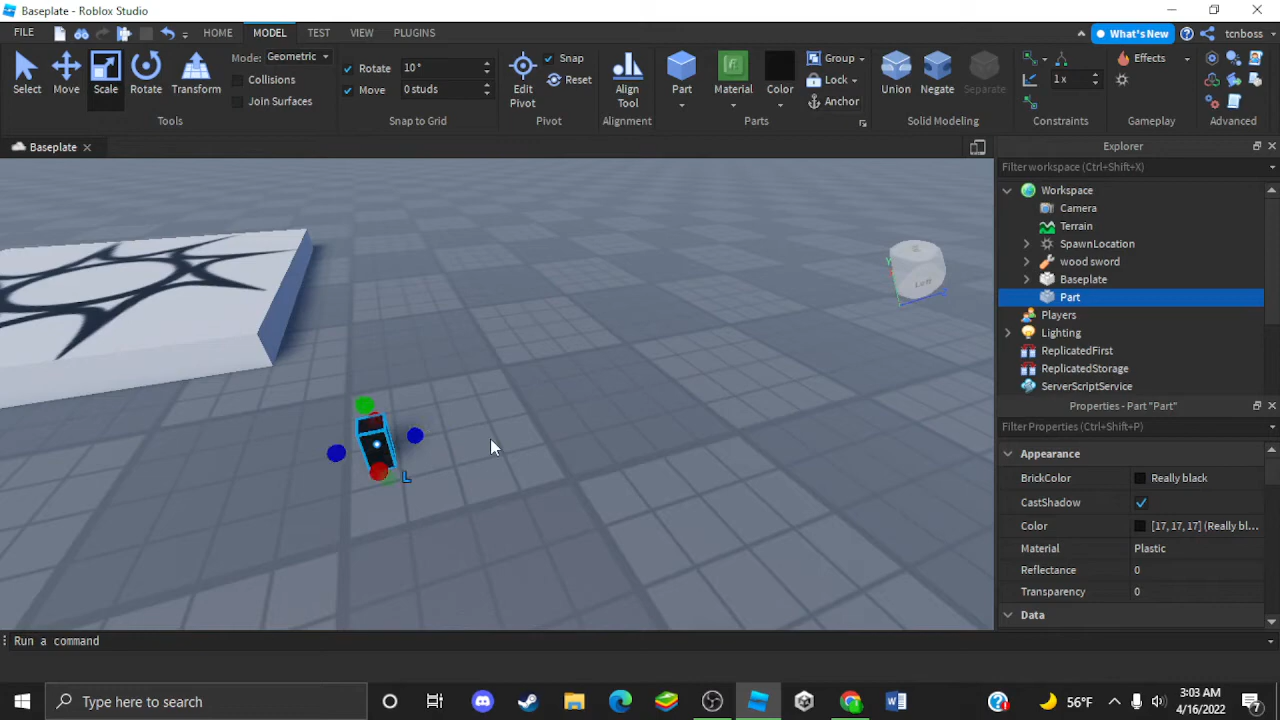 Baseplate - Roblox Studio
FILE HOME MODEL TEST VIEW PLUGINS What's New tcnboss
Select Move Scale Rotate Transform
Mode: Geometric
Collisions
Join Surfaces
Tools
Rotate 10°
Move 0 studs
Snap to Grid
Edit Pivot
Snap
Reset
Pivot
Align Tool
Alignment
Part Material Color
Group
Lock
Anchor
Parts
Union Negate Separate
Solid Modeling
1 x
Constraints
Effects
Gameplay
Advanced
Baseplate
Left
Y
Z
L
Explorer
Filter workspace (Ctrl+Shift+X)
Workspace
Camera
Terrain
SpawnLocation
wood sword
Baseplate
Part
Players
Lighting
ReplicatedFirst
ReplicatedStorage
ServerScriptService
Properties - Part "Part"
Filter Properties (Ctrl+Shift+P)
Appearance
BrickColor Really black
CastShadow
Color [17, 17, 17] (Really bl...
Material Plastic
Reflectance 0
Transparency 0
Data
Run a command
Type here to search
56°F
3:03 AM
4/16/2022
7